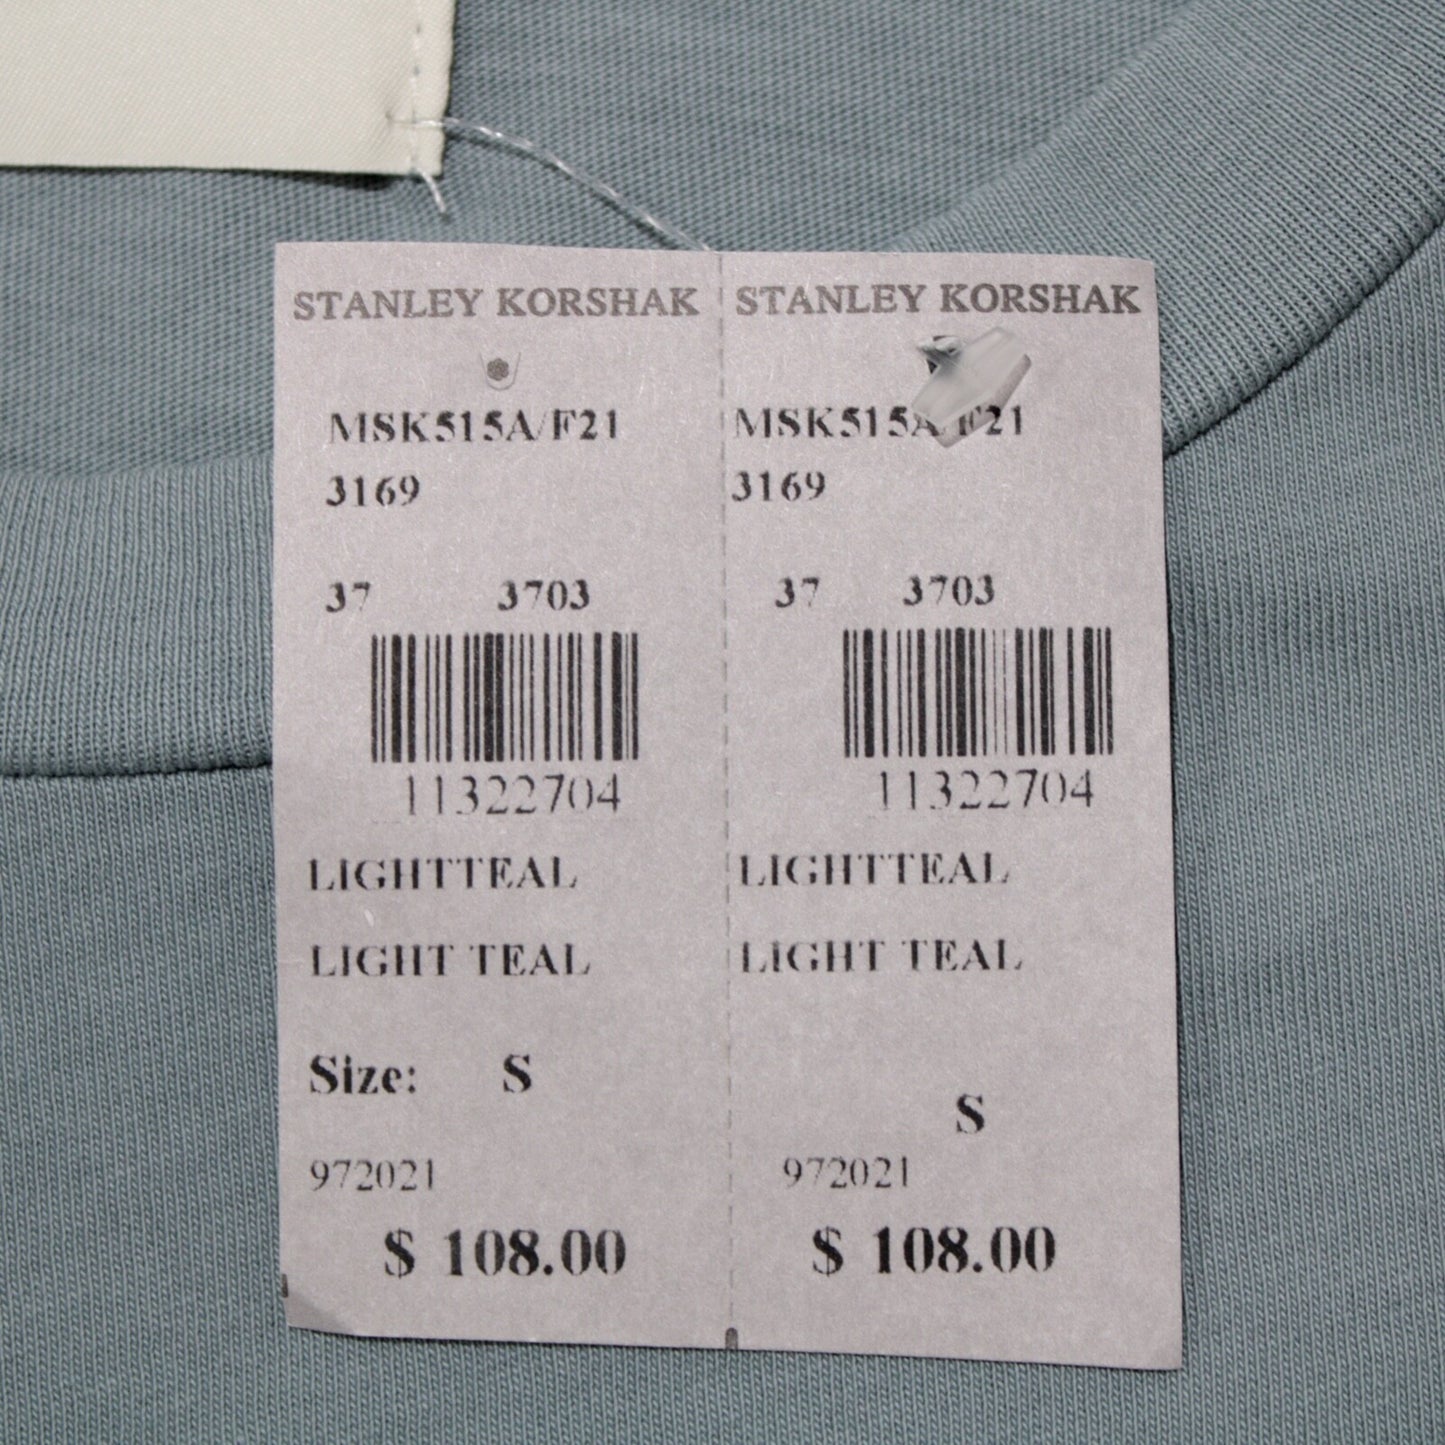 STANLEY KORSHAK
MSK515A/F21
3169
37 3703
11322704
LIGHTTEAL
LIGHT TEAL
Size: S
972021
$ 108.00
STANLEY KORSHAK
MSK515A/F21
3169
37 3703
11322704
LIGHTTEAL
LIGHT TEAL
S
972021
$ 108.00